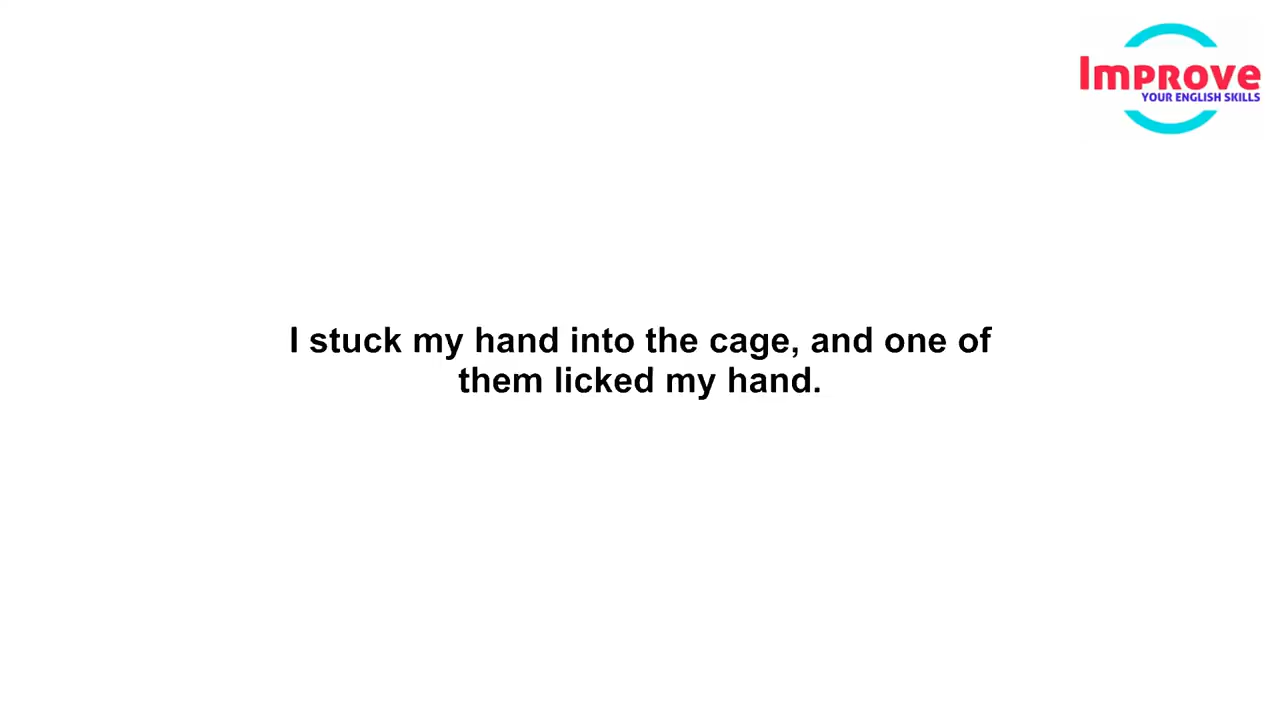 Improve
YOUR ENGLISH SKILLS
I stuck my hand into the cage, and one of
them licked my hand.